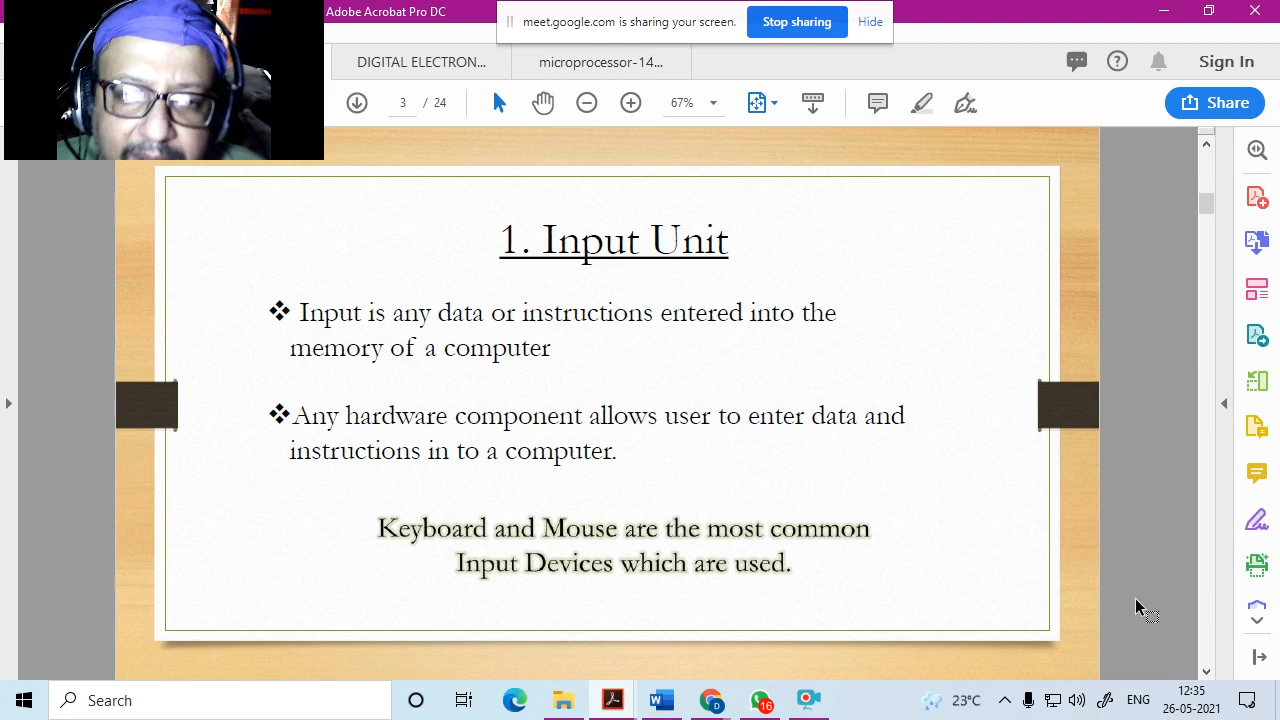 Adobe Acrobat Pro DC
meet.google.com is sharing your screen.
Stop sharing
Hide
DIGITAL ELECTRON...
microprocessor-14...
Sign In
3 / 24
67%
Share
1. Input Unit
❖ Input is any data or instructions entered into the
memory of a computer
❖Any hardware component allows user to enter data and
instructions in to a computer.
Keyboard and Mouse are the most common
Input Devices which are used.
Search
16
23°C
ENG
12:35
26-05-2021
3